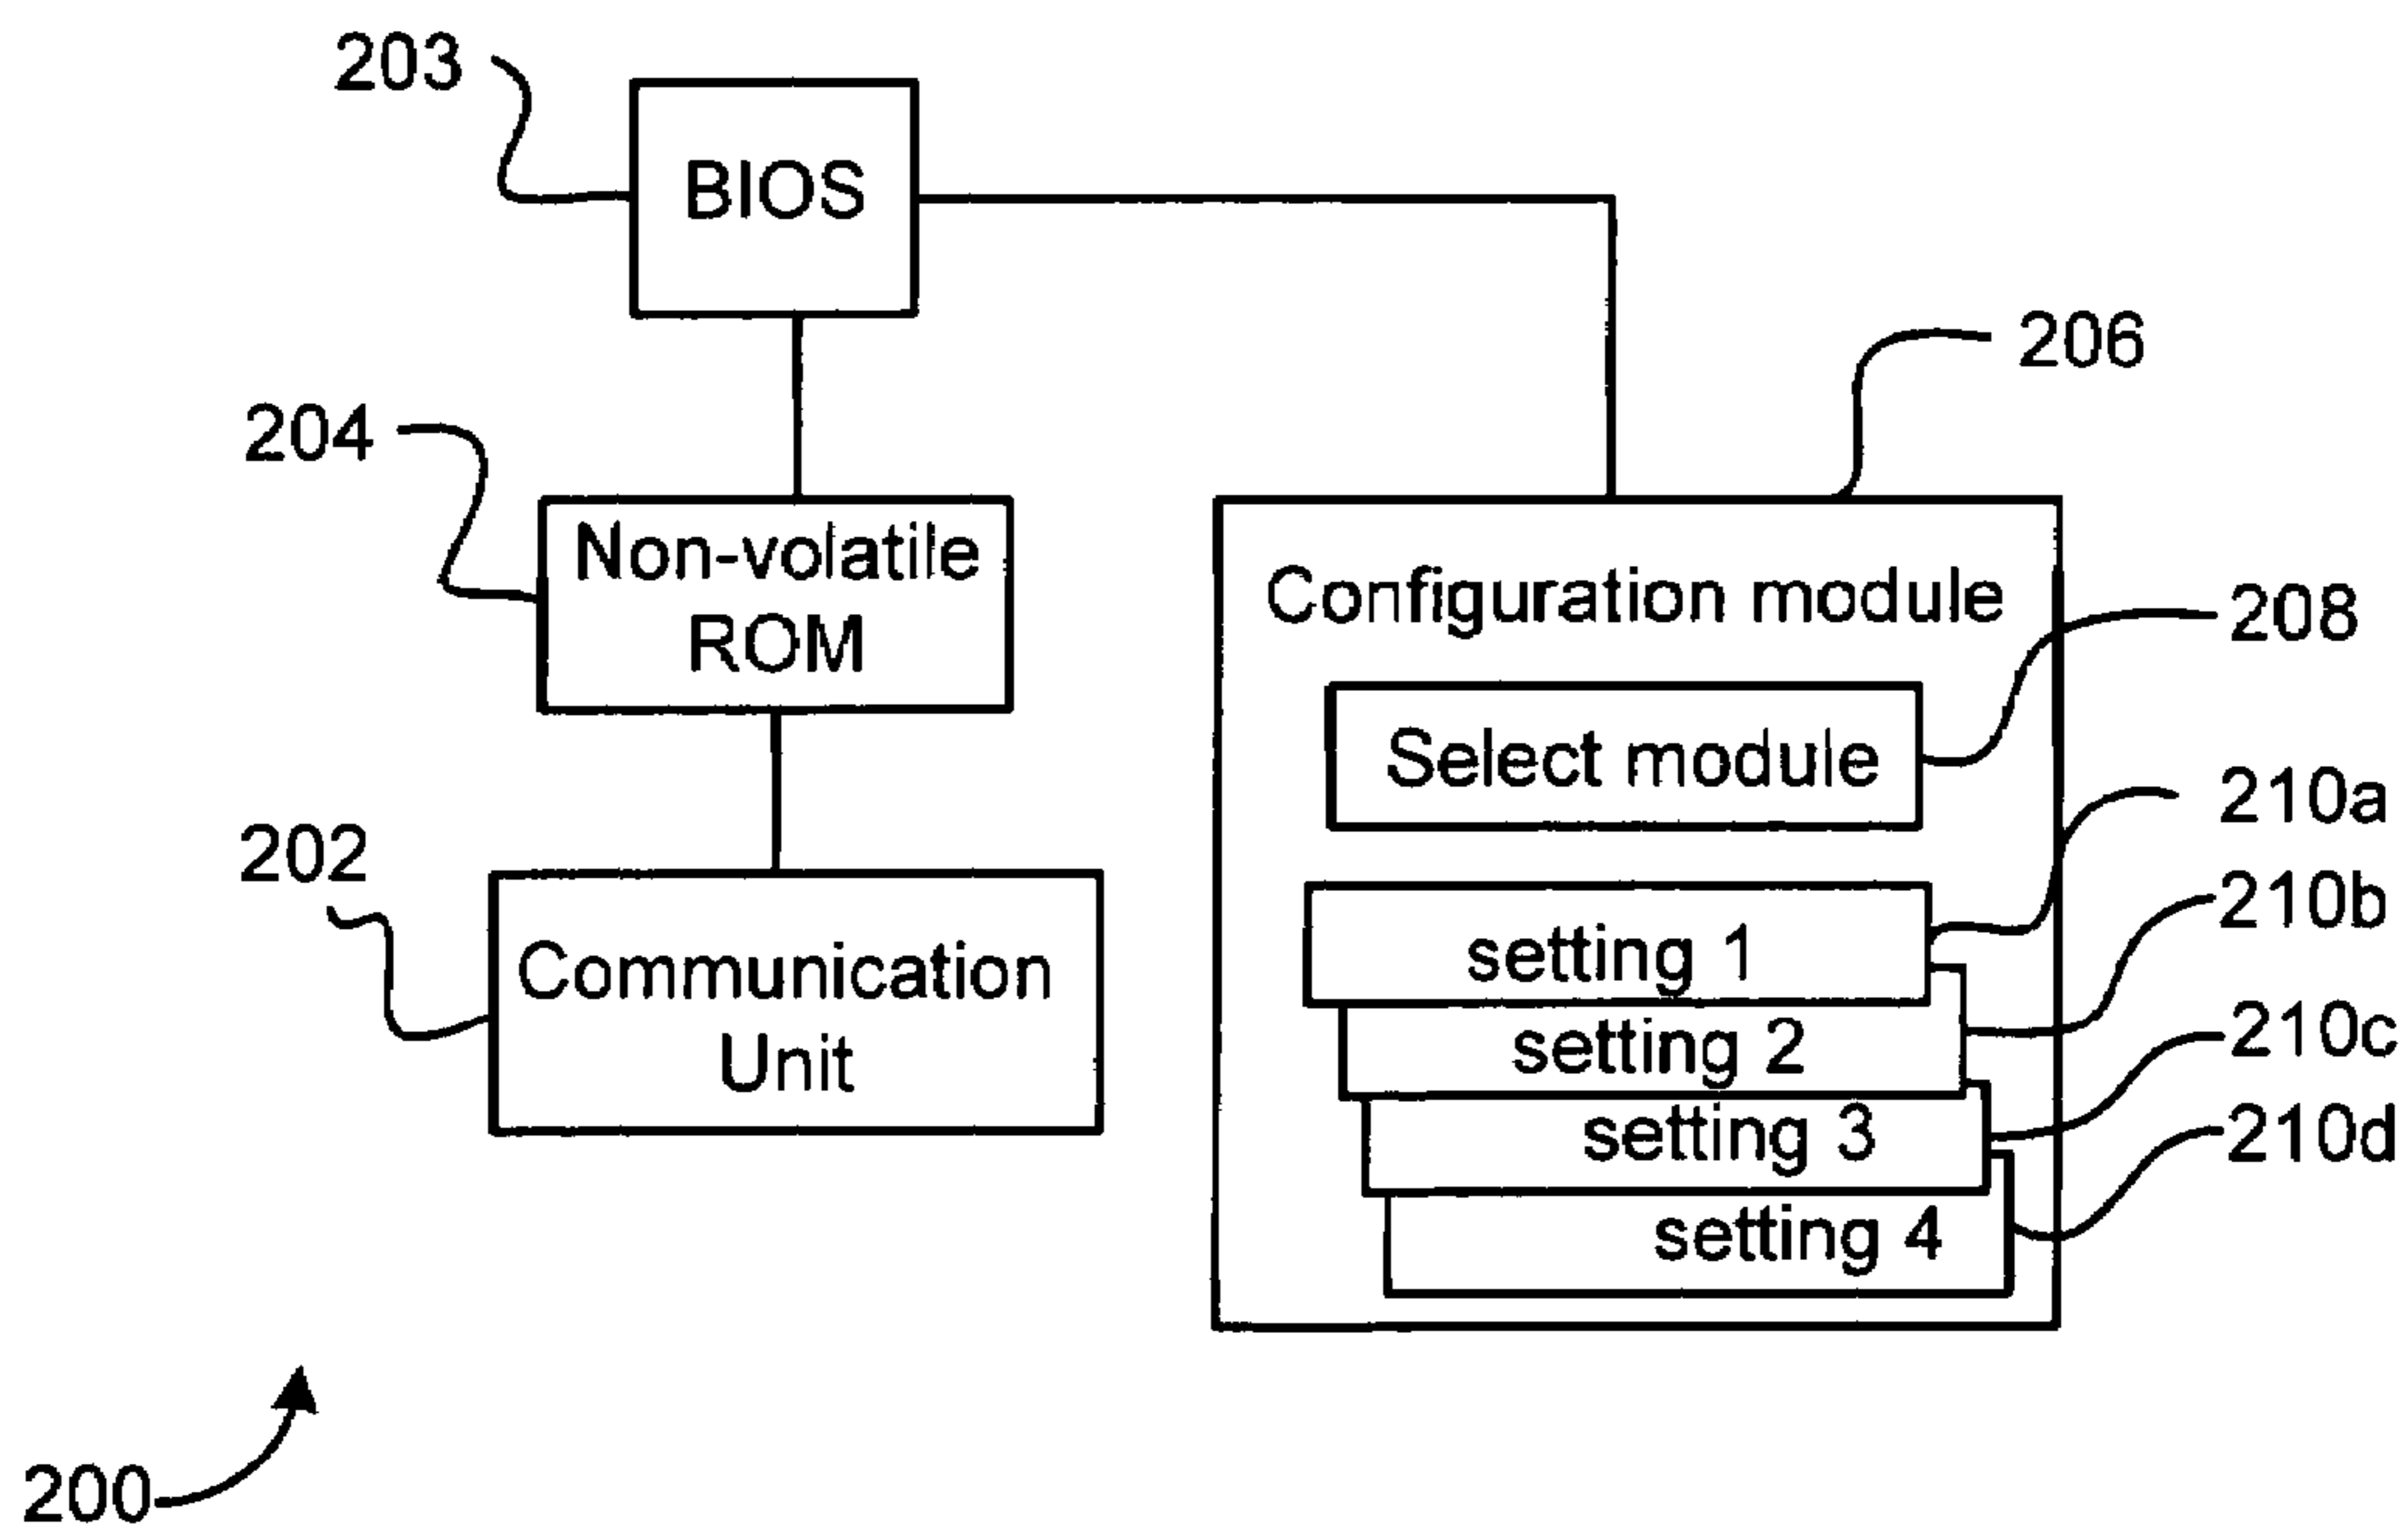 203
BIOS
206
204
Non-volatile
ROM
Configuration module
208
Select module
202
210a
Communication
Unit
setting 1
210b
setting 2
210c
setting 3
210d
setting 4
200